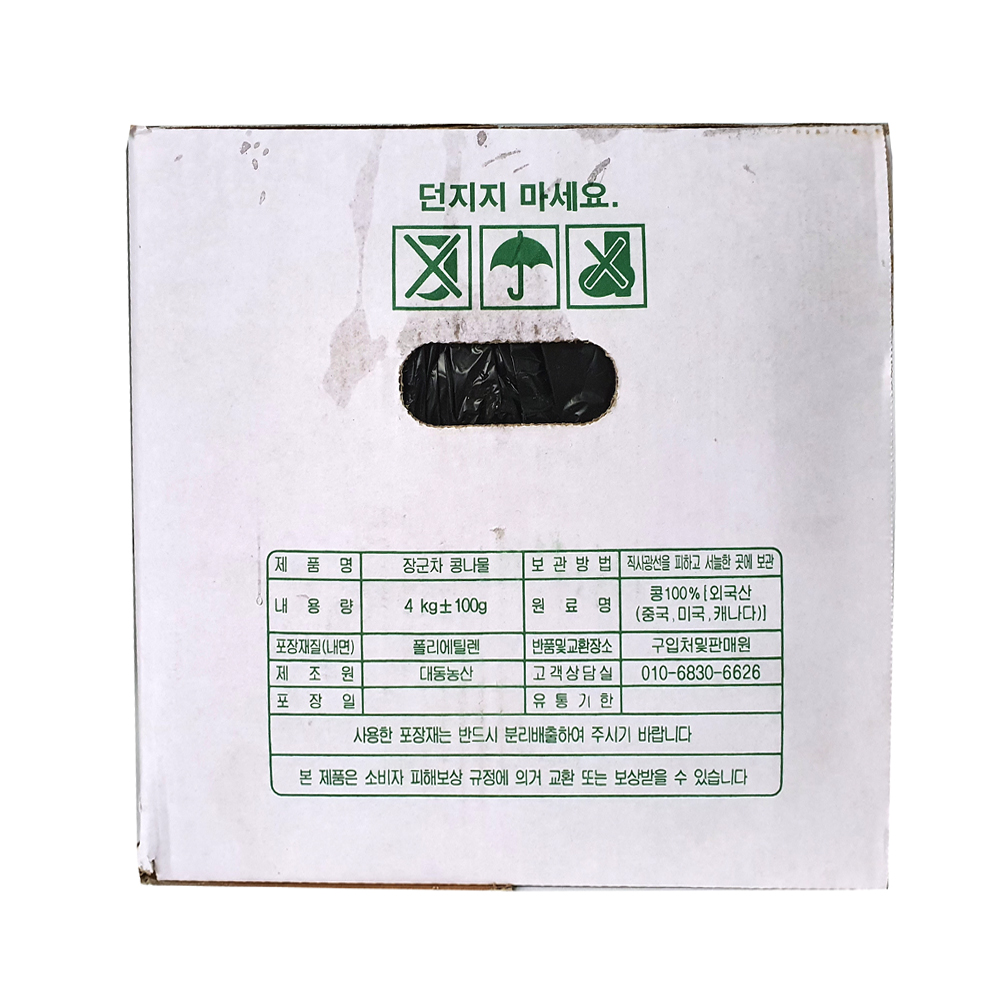 던지지 마세요.
제 품 명 장군차 콩나물 보 관 방 법 직사광선을 피하고 서늘한 곳에 보관
내 용 량 4 kg±100g 원 료 명 콩100% [외국산
(중국,미국,캐나다)]
포장재질(내면) 폴리에틸렌 반품및교환장소 구입처및판매원
제 조 원 대동농산 고객상담실 010-6830-6626
포 장 일 유 통 기 한
사용한 포장재는 반드시 분리배출하여 주시기 바랍니다
본 제품은 소비자 피해보상 규정에 의거 교환 또는 보상받을 수 있습니다